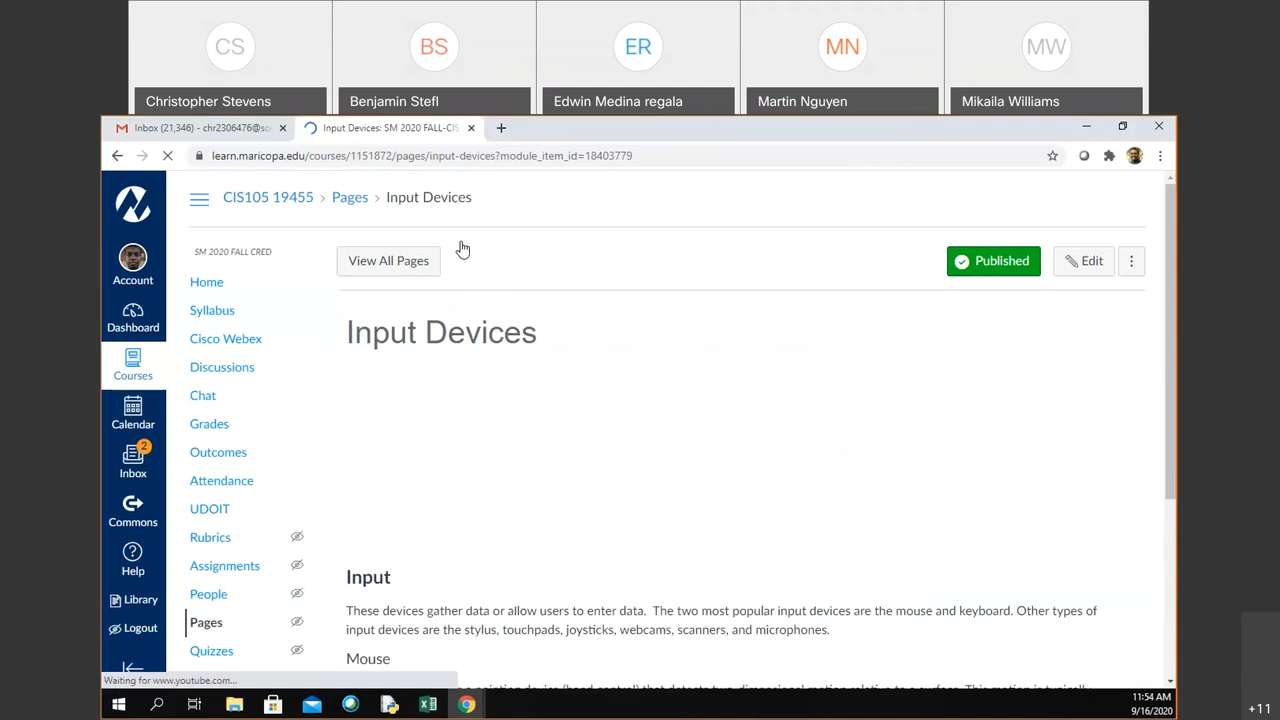 CS
BS
ER
MN
MW
Christopher Stevens
Benjamin Stefl
Edwin Medina regala
Martin Nguyen
Mikaila Williams
Inbox (21,346) - chr2306476@so
Input Devices: SM 2020 FALL-CIS
learn.maricopa.edu/courses/1151872/pages/input-devices?module_item_id=18403779
CIS105 19455 > Pages > Input Devices
SM 2020 FALL CRED
View All Pages
Published
Edit
Input Devices
Account
Dashboard
Courses
Calendar
2
Inbox
Commons
Help
Library
Logout
Home
Syllabus
Cisco Webex
Discussions
Chat
Grades
Outcomes
Attendance
UDOIT
Rubrics
Assignments
People
Pages
Quizzes
Input
These devices gather data or allow users to enter data. The two most popular input devices are the mouse and keyboard. Other types of
input devices are the stylus, touchpads, joysticks, webcams, scanners, and microphones.
Mouse
Waiting for www.youtube.com...
11:54 AM
9/16/2020
+11